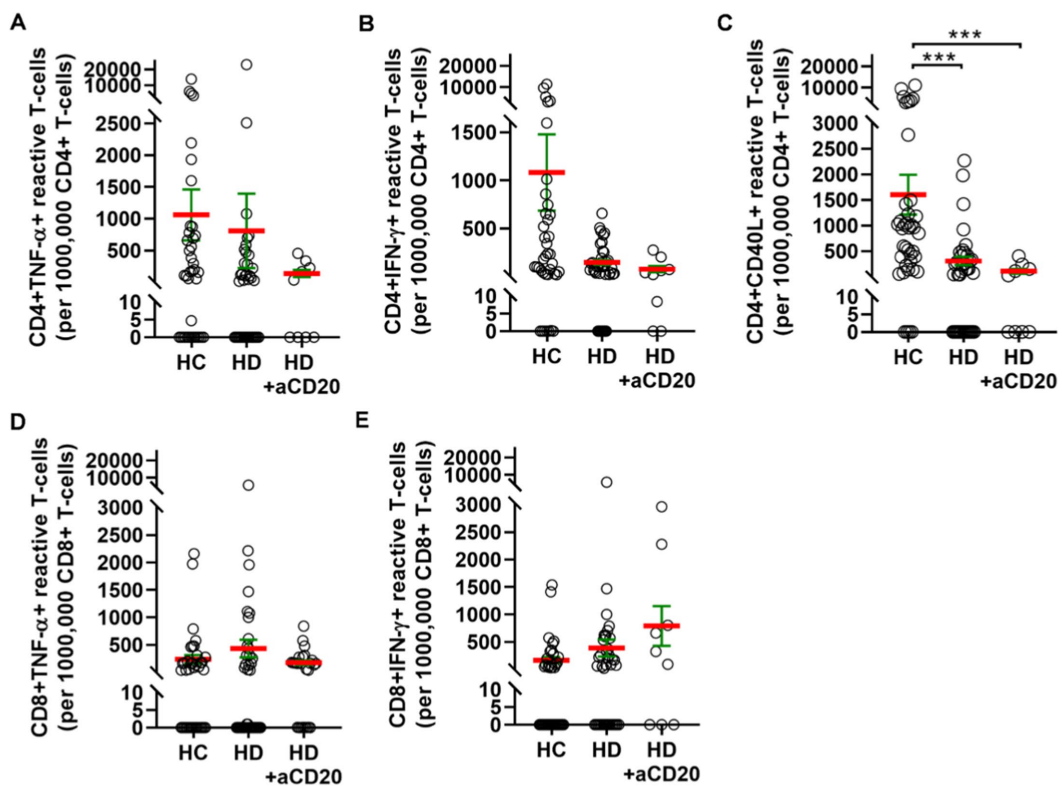 A
CD4+TNF-α+ reactive T-cells
(per 1000,000 CD4+ T-cells)
20000
10000
2500
2000
1500
1000
500
10
5
0
HC
HD
HD
+aCD20
B
CD4+IFN-γ+ reactive T-cells
(per 1000,000 CD4+ T-cells)
20000
10000
1500
1000
500
10
5
0
HC
HD
HD
+aCD20
C
***
***
CD4+CD40L+ reactive T-cells
(per 1000,000 CD4+ T-cells)
20000
10000
3000
2500
2000
1500
1000
500
10
5
0
HC
HD
HD
+aCD20
D
CD8+TNF-α+ reactive T-cells
(per 1000,000 CD8+ T-cells)
20000
10000
3000
2500
2000
1500
1000
500
10
5
0
HC
HD
HD
+aCD20
E
CD8+IFN-γ+ reactive T-cells
(per 1000,000 CD8+ T-cells)
20000
10000
3000
2500
2000
1500
1000
500
10
5
0
HC
HD
HD
+aCD20